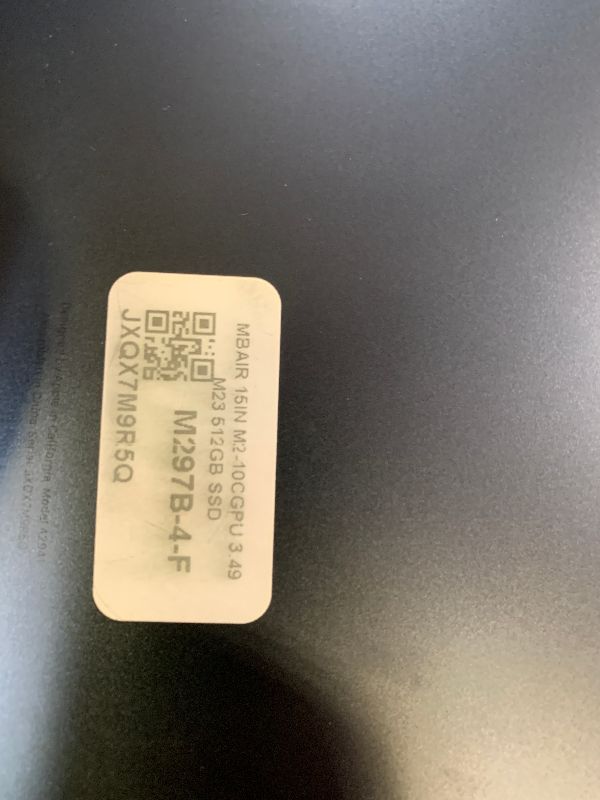 MBAIR 15IN M2-10CGPU 3.49
M23 512GB SSD
M297B-4-F
JXQX7M9R5Q